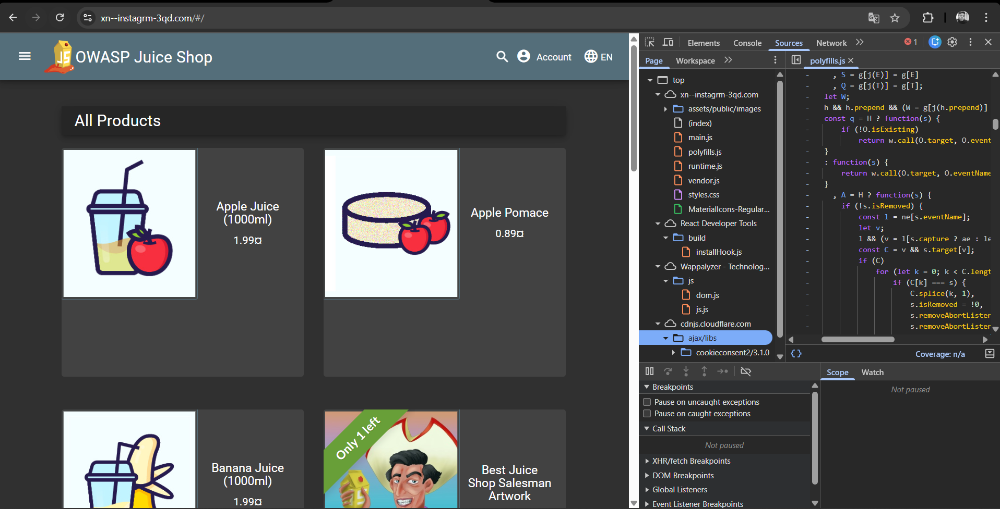 xn--instagrm-3qd.com/#/
OWASP Juice Shop
Account
EN
All Products
Apple Juice
(1000ml)
1.99¤
Apple Pomace
0.89¤
Banana Juice
(1000ml)
1.99¤
Only 1 left
Best Juice
Shop Salesman
Artwork
Elements
Console
Sources
Network
1
Page
Workspace
top
xn--instagrm-3qd.com
assets/public/images
(index)
main.js
polyfills.js
runtime.js
vendor.js
styles.css
MaterialIcons-Regular...
React Developer Tools
build
installHook.js
Wappalyzer - Technolog...
js
dom.js
js.js
cdnjs.cloudflare.com
ajax/libs
cookieconsent2/3.1.0
polyfills.js
- , S = g[j(E)] = g[E]
- , Q = g[j(T)] = g[T];
- let W;
- h && h.prepend && (W = g[j(h.prepend)]
- const q = H ? function(s) {
- if (!O.isExisting)
- return w.call(O.target, O.event
- }
- : function(s) {
- return w.call(O.target, O.eventName
- }
- , A = H ? function(s) {
- if (!s.isRemoved) {
- const l = ne[s.eventName];
- let v;
- l && (v = l[s.capture ? ae : le
- const C = v && s.target[v];
- if (C)
- for (let k = 0; k < C.lengt
- if (C[k] === s) {
- C.splice(k, 1),
- s.isRemoved = !0,
- s.removeAbortListen
- s.removeAbortListen
{}
Coverage: n/a
Breakpoints
Pause on uncaught exceptions
Pause on caught exceptions
Call Stack
Not paused
XHR/fetch Breakpoints
DOM Breakpoints
Global Listeners
Event Listener Breakpoints
Scope
Watch
Not paused